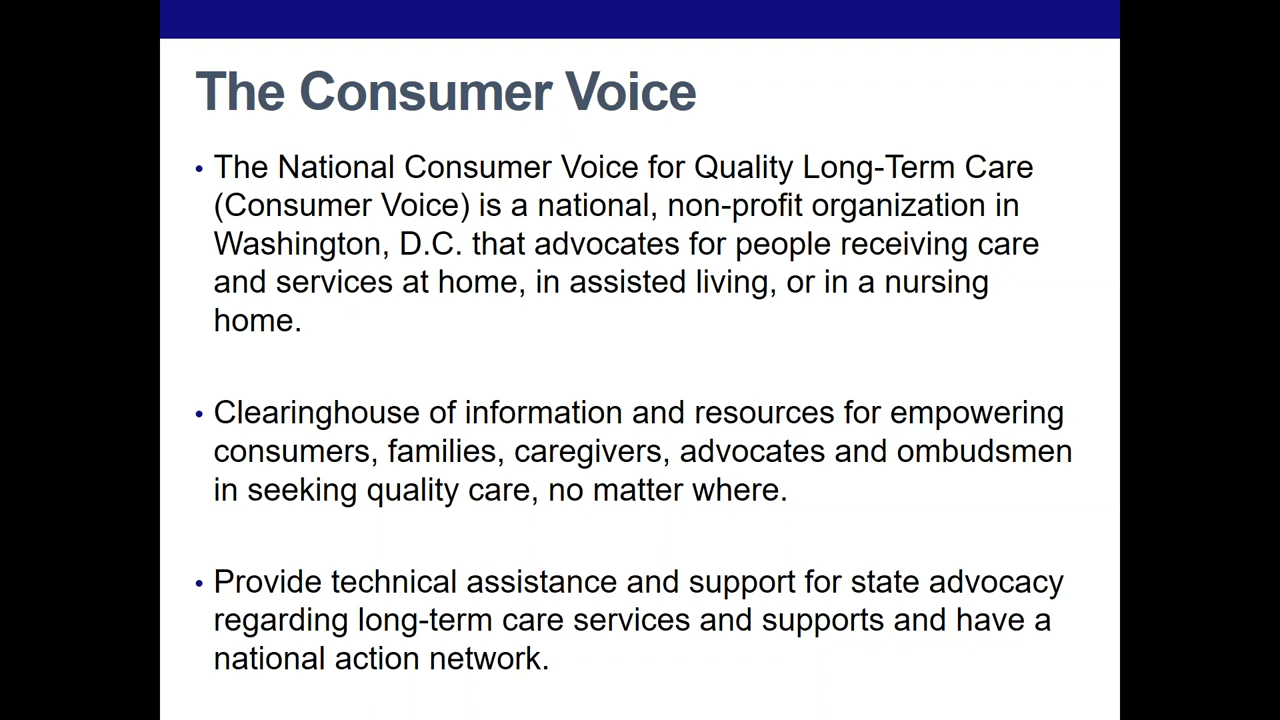 The Consumer Voice
• The National Consumer Voice for Quality Long-Term Care
(Consumer Voice) is a national, non-profit organization in
Washington, D.C. that advocates for people receiving care
and services at home, in assisted living, or in a nursing
home.
• Clearinghouse of information and resources for empowering
consumers, families, caregivers, advocates and ombudsmen
in seeking quality care, no matter where.
• Provide technical assistance and support for state advocacy
regarding long-term care services and supports and have a
national action network.